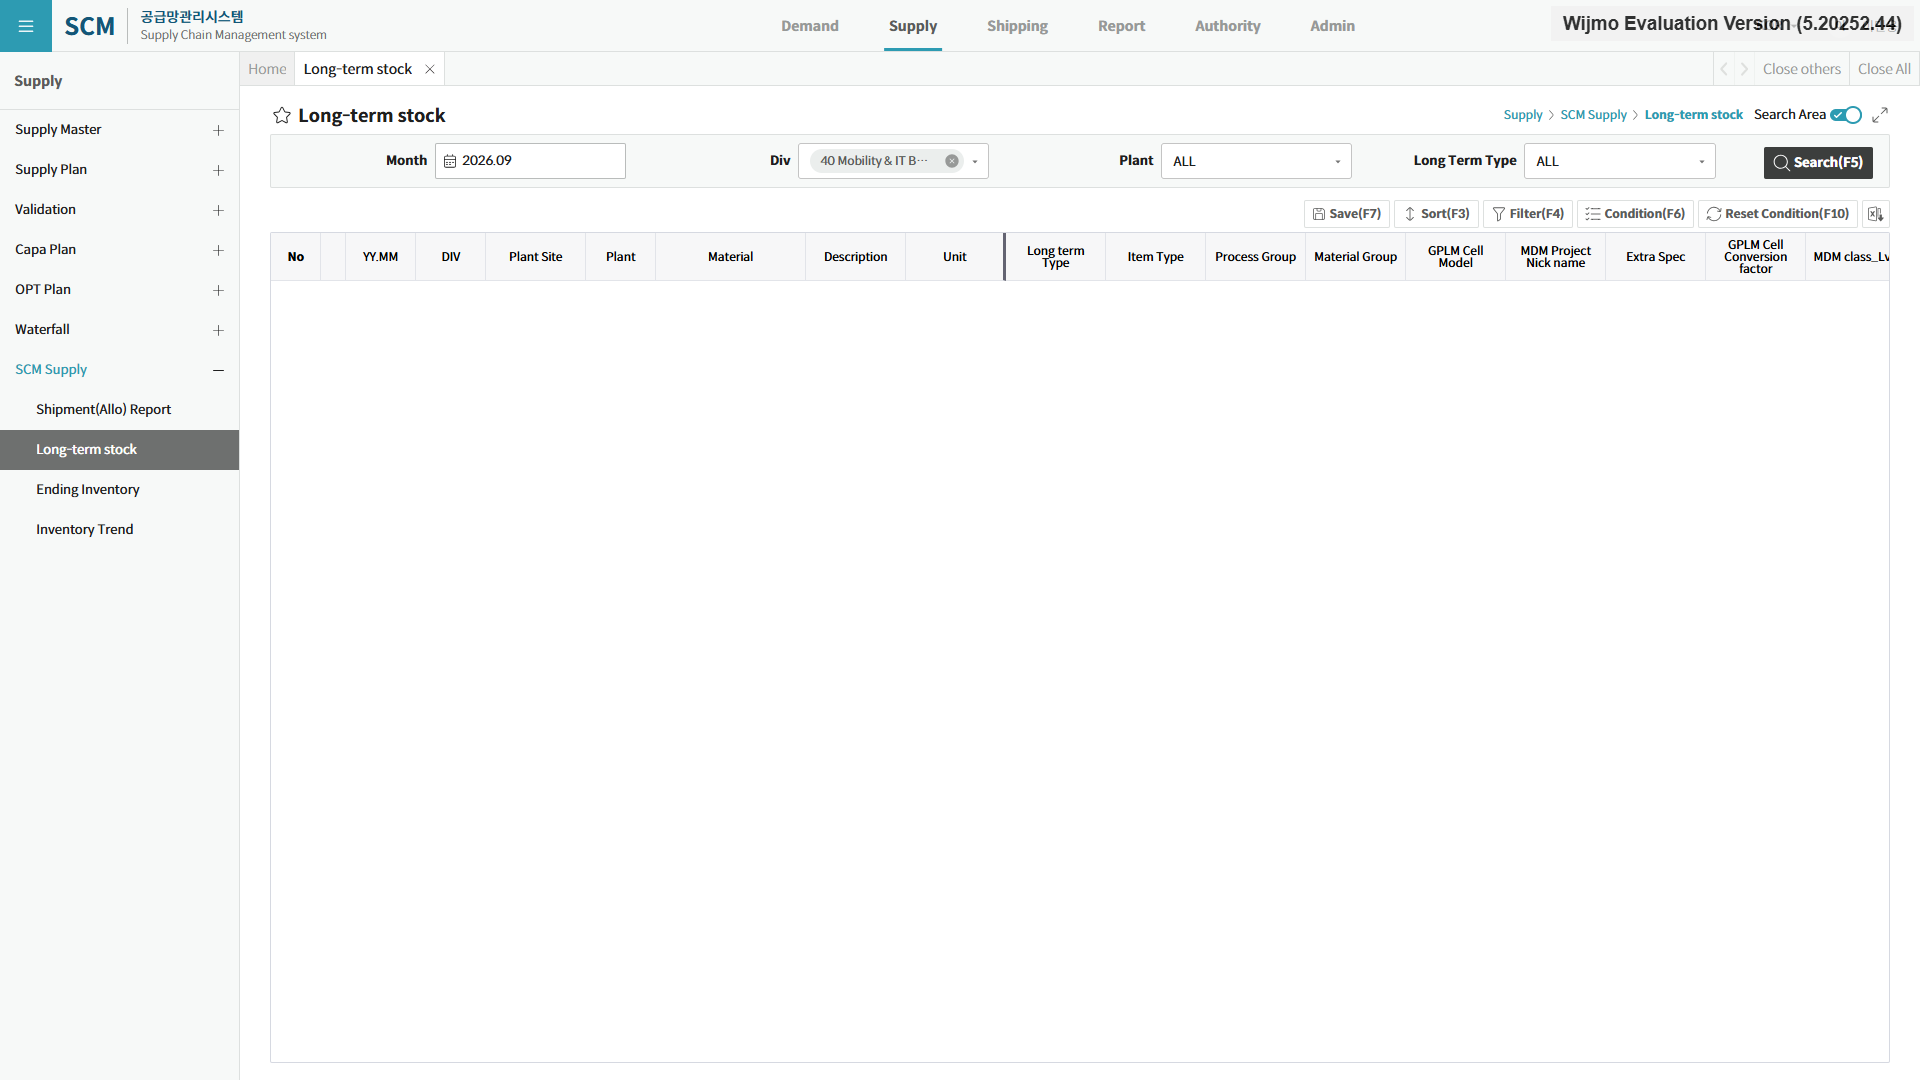 SCM
공급망관리시스템
Supply Chain Management system
Demand
Supply
Shipping
Report
Authority
Admin
Wijmo Evaluation Version (5.20252.44)
Supply
Home
Long-term stock
Close others
Close All
Supply Master
Supply Plan
Validation
Capa Plan
OPT Plan
Waterfall
SCM Supply
Shipment(Allo) Report
Long-term stock
Ending Inventory
Inventory Trend
Long-term stock
Supply > SCM Supply > Long-term stock
Search Area
Month
2026.09
Div
40 Mobility & IT B···
Plant
ALL
Long Term Type
ALL
Search(F5)
Save(F7)
Sort(F3)
Filter(F4)
Condition(F6)
Reset Condition(F10)
No
YY.MM
DIV
Plant Site
Plant
Material
Description
Unit
Long term
Type
Item Type
Process Group
Material Group
GPLM Cell
Model
MDM Project
Nick name
Extra Spec
GPLM Cell
Conversion
factor
MDM class_Lv